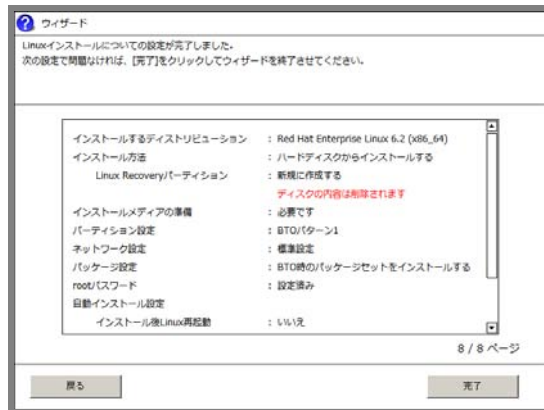 ウィザード
Linuxインストールについての設定が完了しました。
次の設定で問題なければ、[完了]をクリックしてウィザードを終了させてください。
インストールするディストリビューション : Red Hat Enterprise Linux 6.2 (x86_64)
インストール方法 : ハードディスクからインストールする
Linux Recoveryパーティション : 新規に作成する
ディスクの内容は削除されます
インストールメディアの準備 : 必要です
パーティション設定 : BTOパターン1
ネットワーク設定 : 標準設定
パッケージ設定 : BTO時のパッケージセットをインストールする
rootパスワード : 設定済み
自動インストール設定
インストール後Linux再起動 : いいえ
8 / 8 ページ
戻る 完了